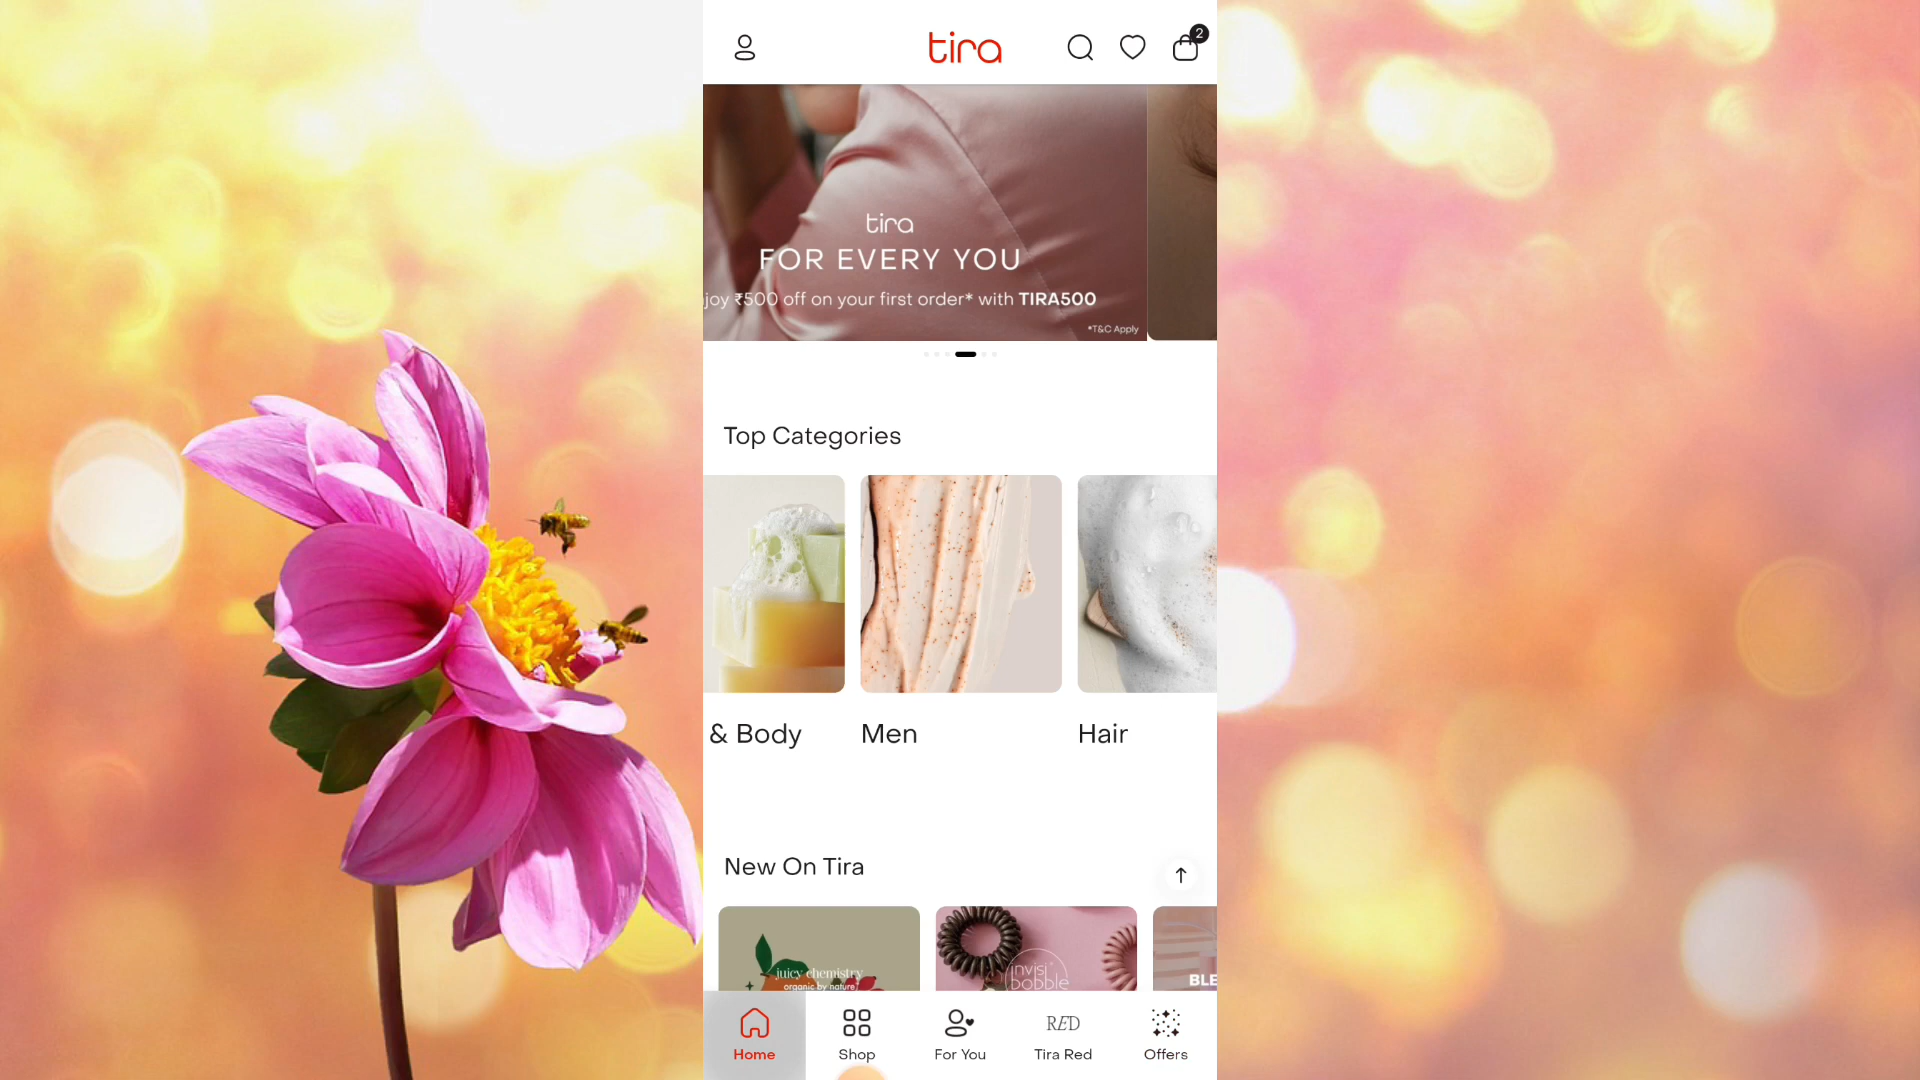 tira
2
tira
FOR EVERY YOU
joy ₹500 off on your first order* with TIRA500
*T&C Apply
Top Categories
& Body
Men
Hair
New On Tira
juicy chemistry
organic by nature
invisi
bobble
BLE
Home
Shop
For You
RED
Tira Red
Offers